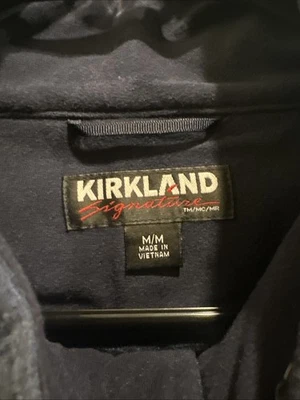 KIRKLAND
Signature
TM/MC/MR
M/M
MADE IN
VIETNAM